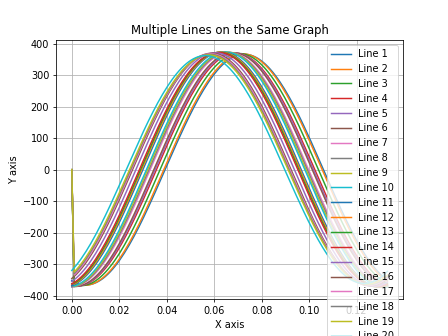 Multiple Lines on the Same Graph
400
300
200
100
0
−100
−200
−300
−400
Y axis
0.00
0.02
0.04
0.06
0.08
0.10
X axis
Line 1
Line 2
Line 3
Line 4
Line 5
Line 6
Line 7
Line 8
Line 9
Line 10
Line 11
Line 12
Line 13
Line 14
Line 15
Line 16
Line 17
Line 18
Line 19
Line 20